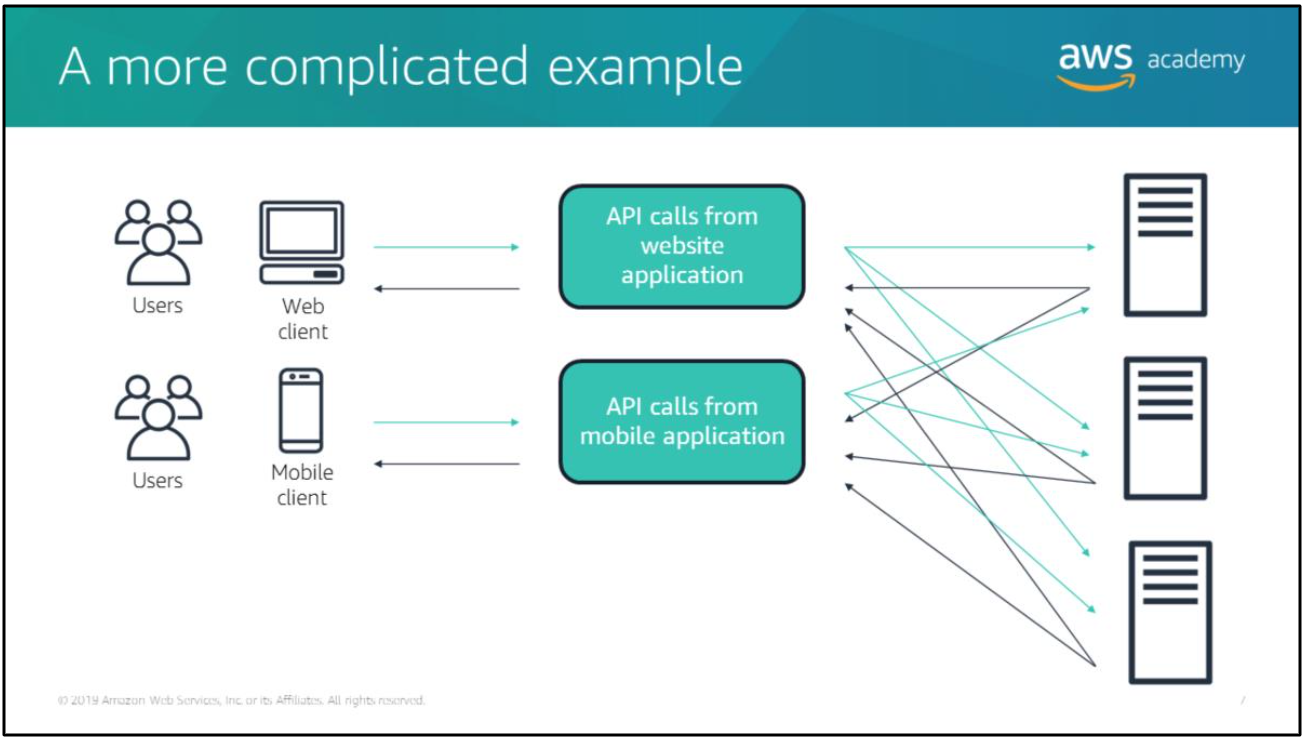 A more complicated example
aws academy
API calls from
website
application
Users
Web
client
API calls from
mobile application
Users
Mobile
client
© 2019 Amazon Web Services, Inc. or its Affiliates. All rights reserved.
7